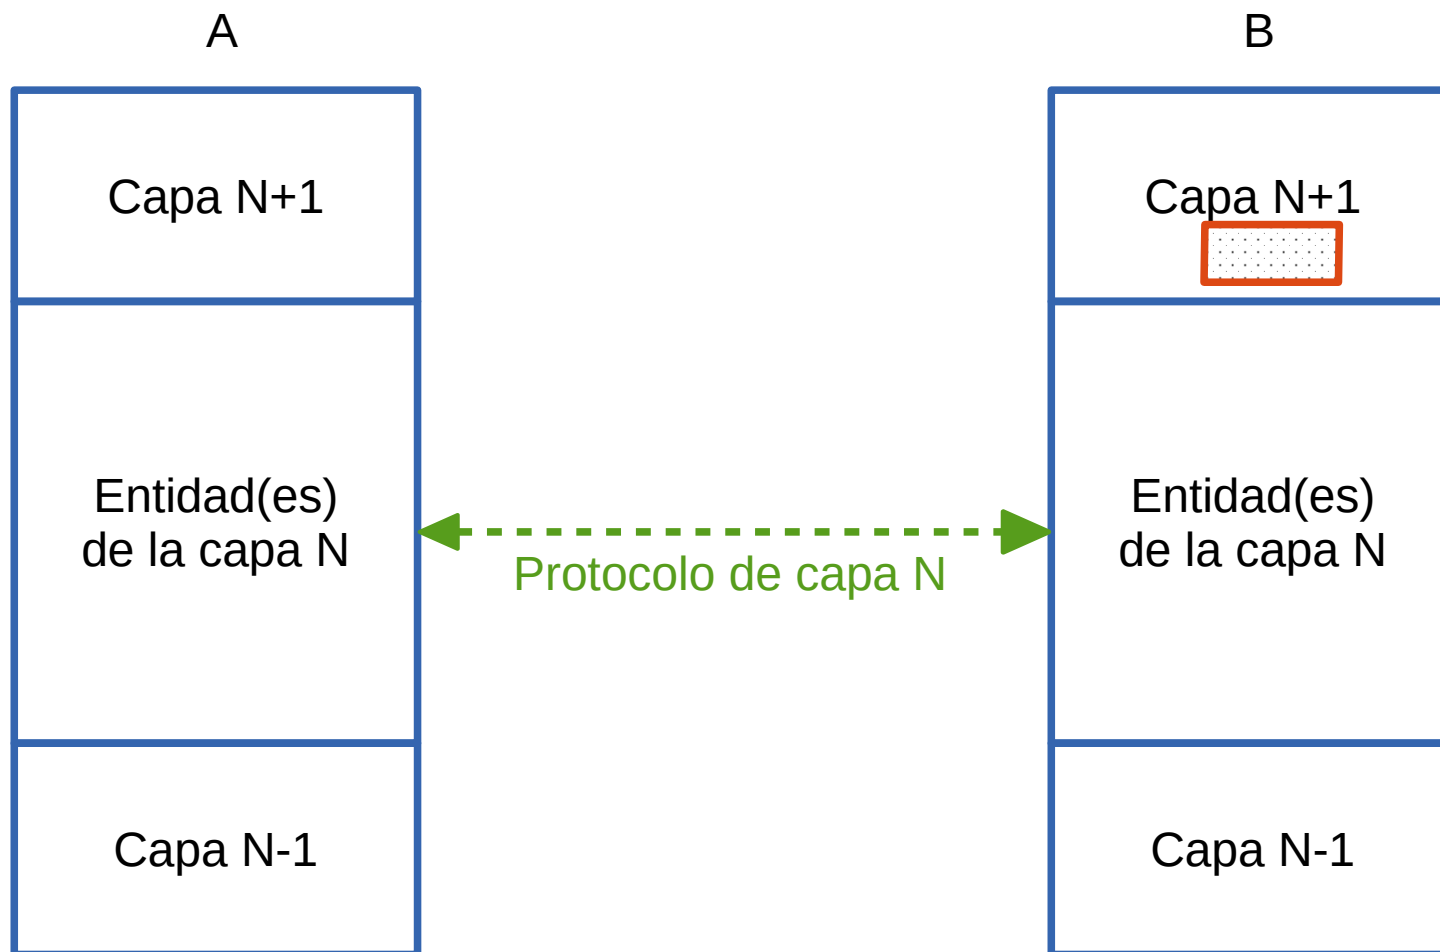 A
B
Capa N+1
Capa N+1
Entidad(es)
de la capa N
Entidad(es)
de la capa N
Protocolo de capa N
Capa N-1
Capa N-1